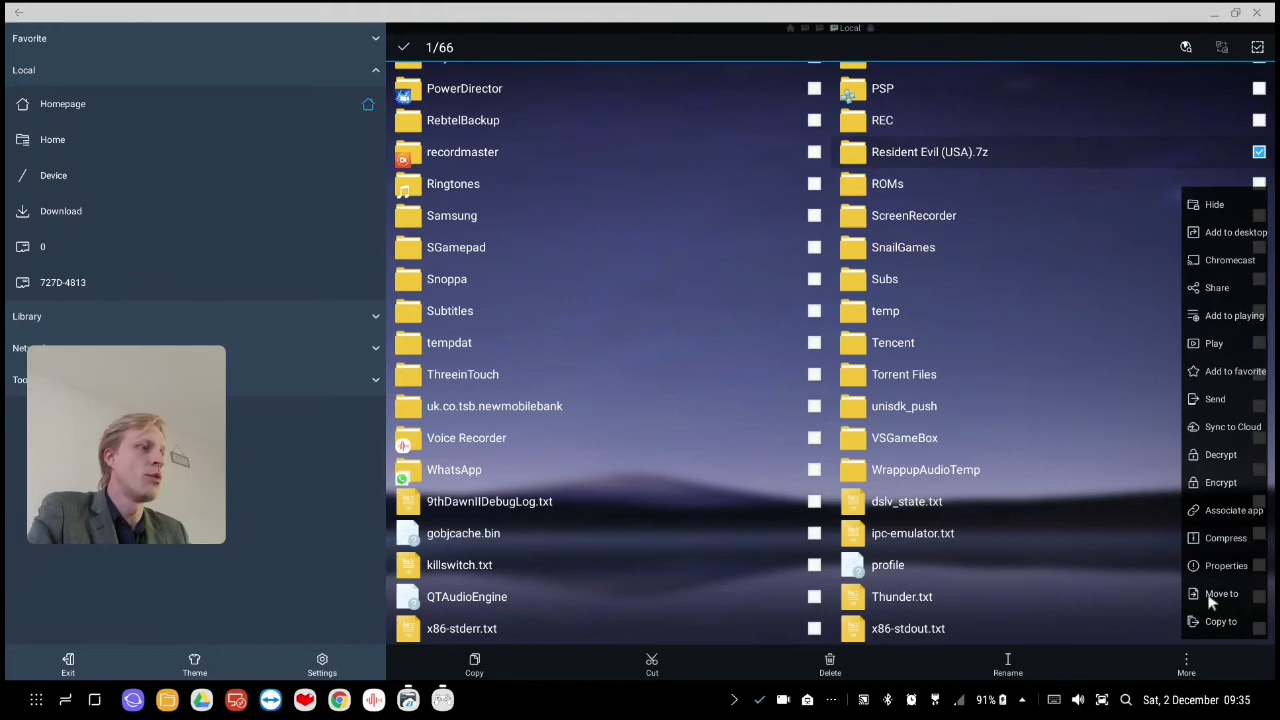 Local
Favorite
1/66
Local
PowerDirector
PSP
Homepage
RebtelBackup
REC
Home
recordmaster
Resident Evil (USA).7z
Device
Ringtones
ROMs
Hide
Download
Samsung
ScreenRecorder
Add to desktop
0
SGamepad
SnailGames
Chromecast
727D-4813
Snoppa
Subs
Share
Library
Subtitles
temp
Add to playing
Net
tempdat
Tencent
Play
Too
ThreeinTouch
Torrent Files
Add to favorite
uk.co.tsb.newmobilebank
unisdk_push
Send
Voice Recorder
VSGameBox
Sync to Cloud
WhatsApp
WrappupAudioTemp
Decrypt
9thDawnIIDebugLog.txt
dslv_state.txt
Encrypt
gobjcache.bin
ipc-emulator.txt
Associate app
killswitch.txt
profile
Compress
QTAudioEngine
Thunder.txt
Properties
x86-stderr.txt
x86-stdout.txt
Move to
Copy to
Exit
Theme
Settings
Copy
Cut
Delete
Rename
More
91%
Sat, 2 December 09:35